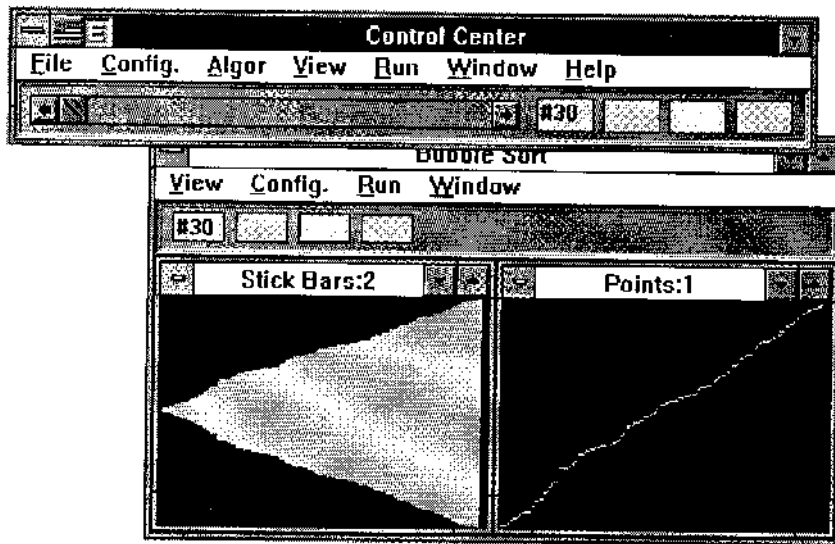 Control Center
File Config. Algor View Run Window Help
#30
Bubble Sort
View Config. Run Window
#30
Stick Bars:2 Points:1